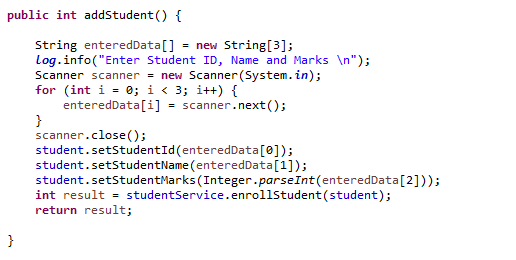 public int addStudent() {
String enteredData[] = new String[3];
log.info("Enter Student ID, Name and Marks \n");
Scanner scanner = new Scanner(System.in);
for (int i = 0; i < 3; i++) {
enteredData[i] = scanner.next();
}
scanner.close();
student.setStudentId(enteredData[0]);
student.setStudentName(enteredData[1]);
student.setStudentMarks(Integer.parseInt(enteredData[2]));
int result = studentService.enrollStudent(student);
return result;
}